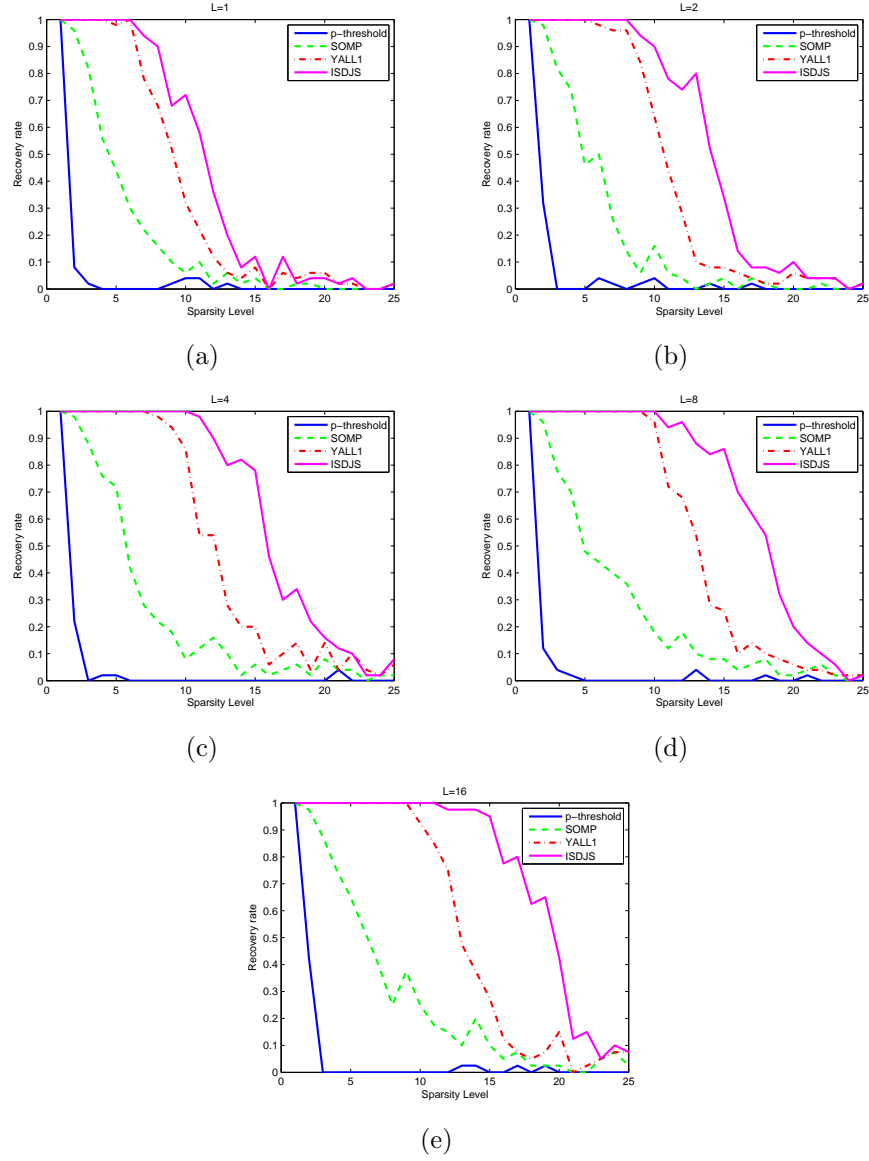 L=1
1
0.9
0.8
0.7
0.6
0.5
0.4
0.3
0.2
0.1
0
Recovery rate
0 5 10 15 20 25
Sparsity Level
p−threshold
SOMP
YALL1
ISDJS
(a)
L=2
1
0.9
0.8
0.7
0.6
0.5
0.4
0.3
0.2
0.1
0
Recovery rate
0 5 10 15 20 25
Sparsity Level
p−threshold
SOMP
YALL1
ISDJS
(b)
L=4
1
0.9
0.8
0.7
0.6
0.5
0.4
0.3
0.2
0.1
0
Recovery rate
0 5 10 15 20 25
Sparsity Level
p−threshold
SOMP
YALL1
ISDJS
(c)
L=8
1
0.9
0.8
0.7
0.6
0.5
0.4
0.3
0.2
0.1
0
Recovery rate
0 5 10 15 20 25
Sparsity Level
p−threshold
SOMP
YALL1
ISDJS
(d)
L=16
1
0.9
0.8
0.7
0.6
0.5
0.4
0.3
0.2
0.1
0
Recovery rate
0 5 10 15 20 25
Sparsity Level
p−threshold
SOMP
YALL1
ISDJS
(e)